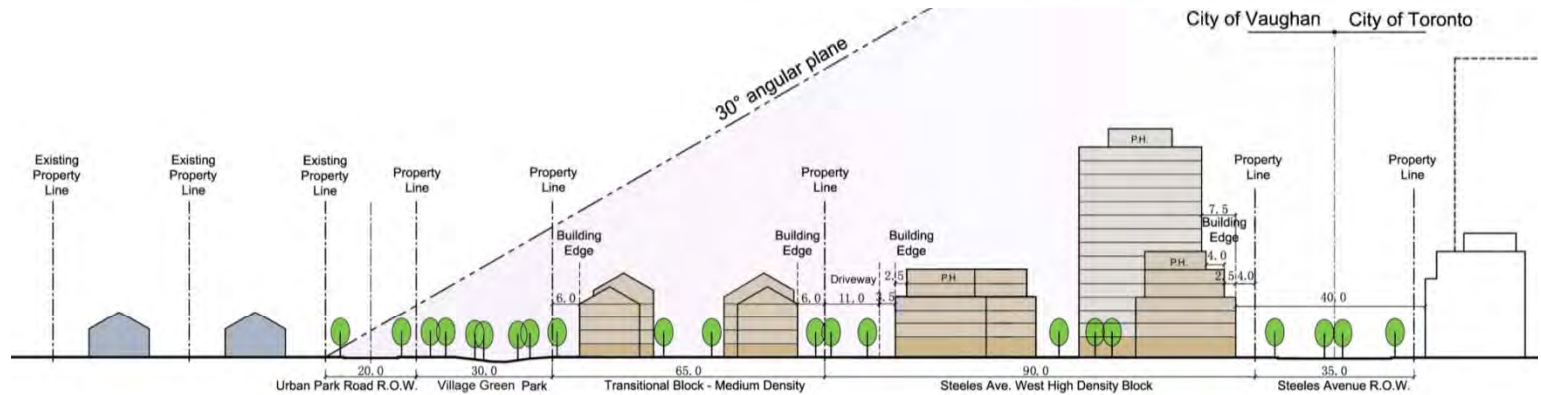 City of Vaughan City of Toronto
30° angular plane
Existing
Property
Line
Existing
Property
Line
Existing
Property
Line
Property
Line
Property
Line
Property
Line
Property
Line
Property
Line
Building
Edge
Building
Edge
Building
Edge
Building
Edge
P.H.
P.H.
P.H.
7.5
4.0
2.5
4.0
6.0
6.0
Driveway
11.0
3.5
2.5
40.0
20.0
30.0
65.0
90.0
35.0
Urban Park Road R.O.W.
Village Green Park
Transitional Block - Medium Density
Steeles Ave. West High Density Block
Steeles Avenue R.O.W.